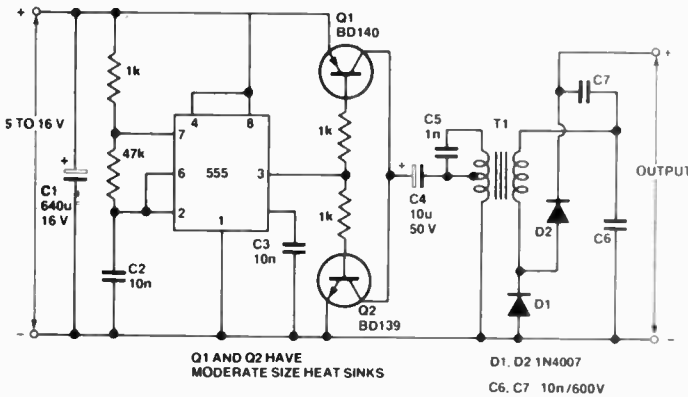 +
5 TO 16 V
-
1k
47k
+
C1
640u
16 V
C2
10n
4
8
7
6
555
3
2
1
C3
10n
Q1
BD140
1k
1k
Q2
BD139
+
C4
10u
50 V
C5
1n
T1
C7
D2
C6
D1
+
OUTPUT
-
Q1 AND Q2 HAVE
MODERATE SIZE HEAT SINKS
D1, D2 1N4007
C6, C7 10n/600V